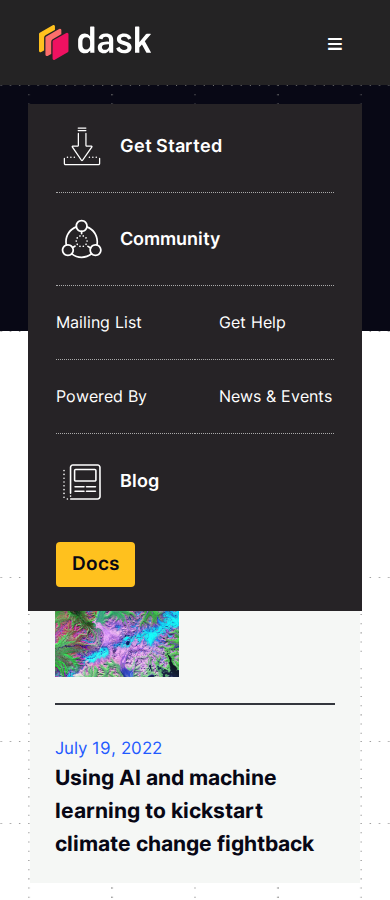 dask
Get Started
Community
Mailing List
Get Help
Powered By
News & Events
Blog
Docs
July 19, 2022
Using AI and machine
learning to kickstart
climate change fightback